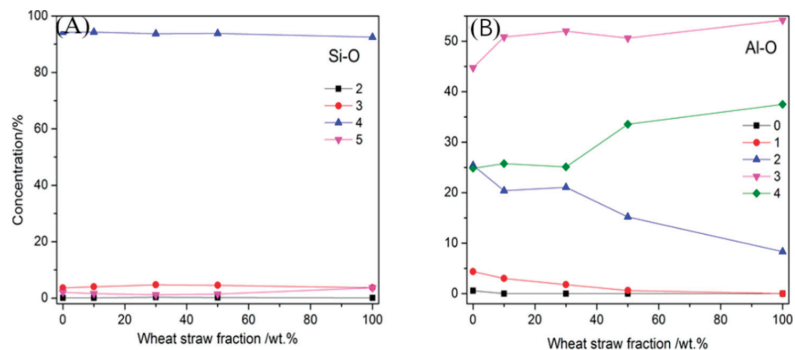 (A)
Si-O
2
3
4
5
Concentration/%
100
80
60
40
20
0
0 20 40 60 80 100
Wheat straw fraction /wt.%
(B)
Al-O
0
1
2
3
4
50
40
30
20
10
0
0 20 40 60 80 100
Wheat straw fraction /wt.%